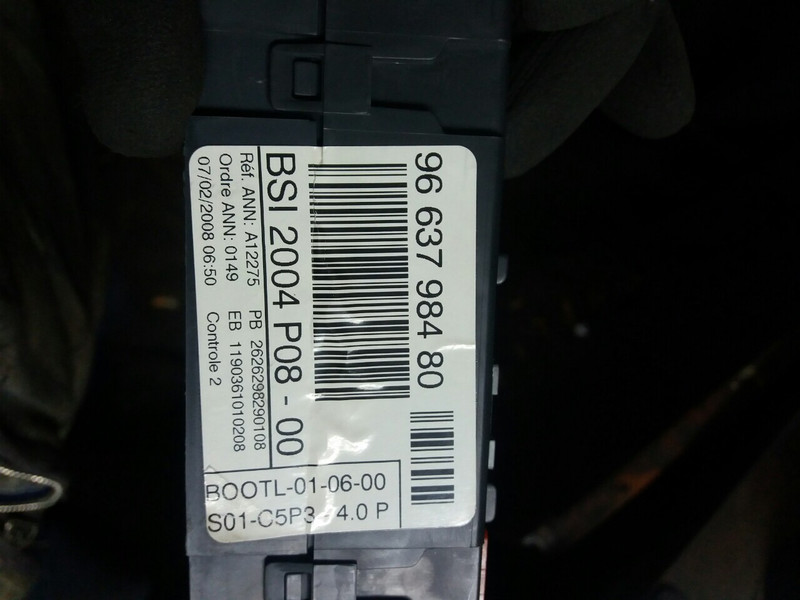 96 637 984 80
BSI 2004 P08 - 00
Réf. ANN: A12275 PB 2626298290108
Ordre ANN: 0149 EB 1190361010208
07/02/2008 06:50 Controle 2
BOOTL-01-06-00
S01-C5P3 - 4.0 P